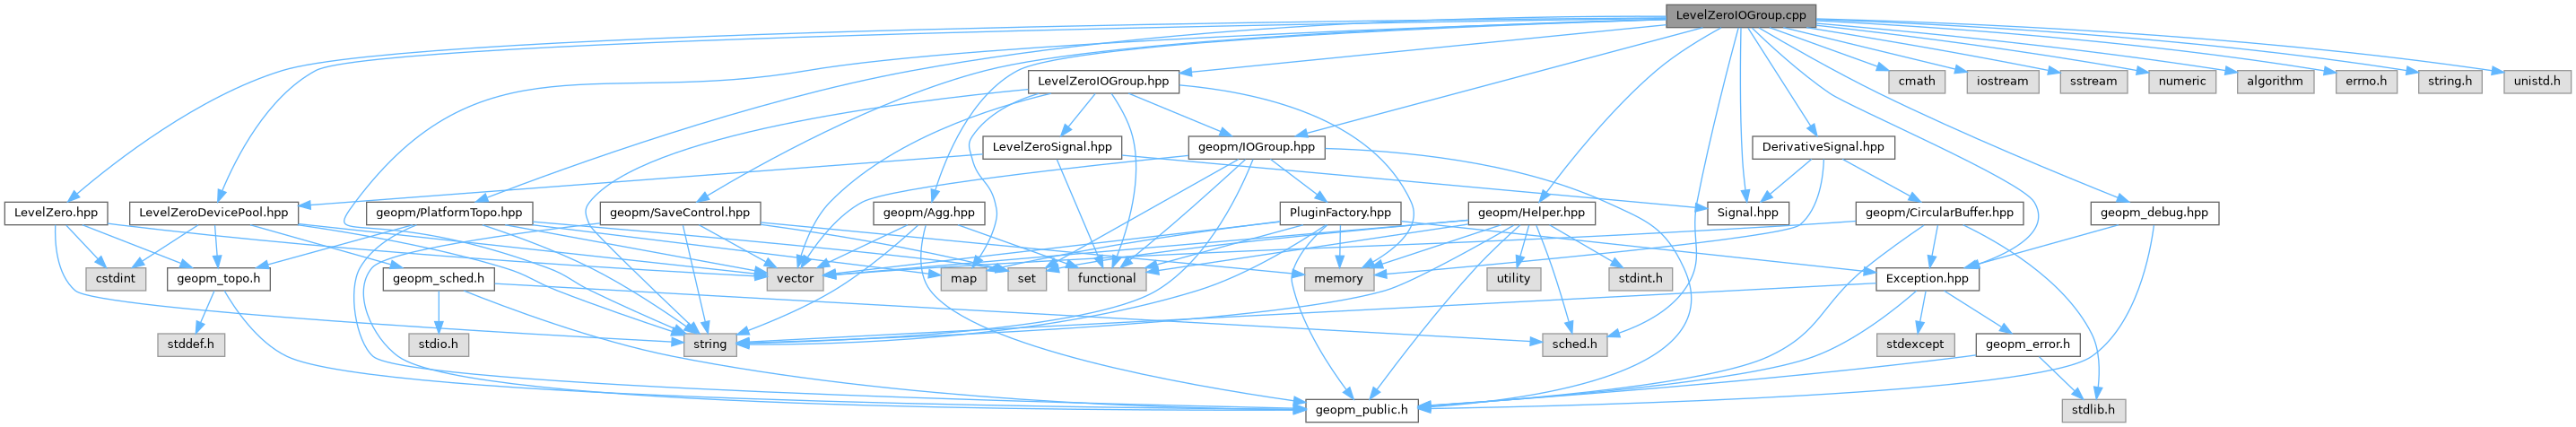 LevelZeroIOGroup.cpp
LevelZeroIOGroup.hpp
cmath
iostream
sstream
numeric
algorithm
errno.h
string.h
unistd.h
LevelZeroSignal.hpp
geopm/IOGroup.hpp
DerivativeSignal.hpp
LevelZero.hpp
LevelZeroDevicePool.hpp
geopm/PlatformTopo.hpp
geopm/SaveControl.hpp
geopm/Agg.hpp
PluginFactory.hpp
geopm/Helper.hpp
Signal.hpp
geopm/CircularBuffer.hpp
geopm_debug.hpp
cstdint
geopm_topo.h
geopm_sched.h
vector
map
set
functional
memory
utility
stdint.h
Exception.hpp
stddef.h
stdio.h
string
sched.h
stdexcept
geopm_error.h
geopm_public.h
stdlib.h